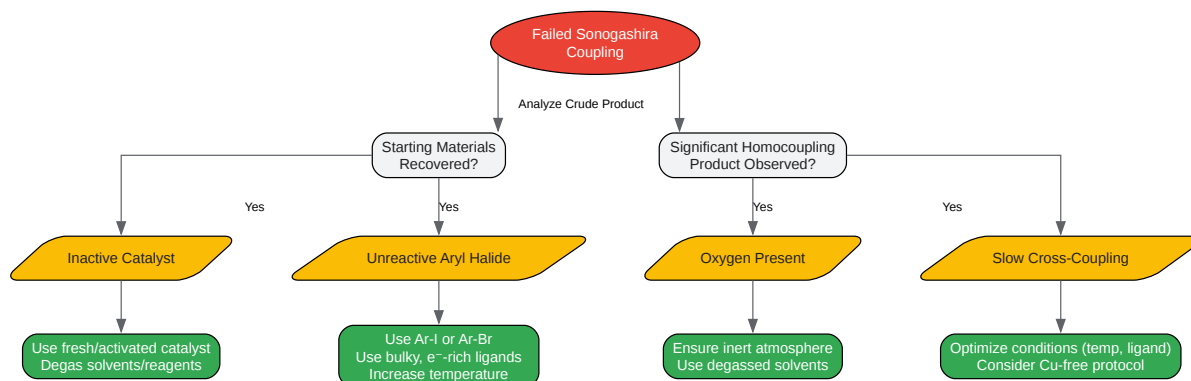 Failed Sonogashira
Coupling
Analyze Crude Product
Starting Materials
Recovered?
Significant Homocoupling
Product Observed?
Yes
Yes
Yes
Yes
Inactive Catalyst
Unreactive Aryl Halide
Oxygen Present
Slow Cross-Coupling
Use fresh/activated catalyst
Degas solvents/reagents
Use Ar-I or Ar-Br
Use bulky, e⁻-rich ligands
Increase temperature
Ensure inert atmosphere
Use degassed solvents
Optimize conditions (temp, ligand)
Consider Cu-free protocol